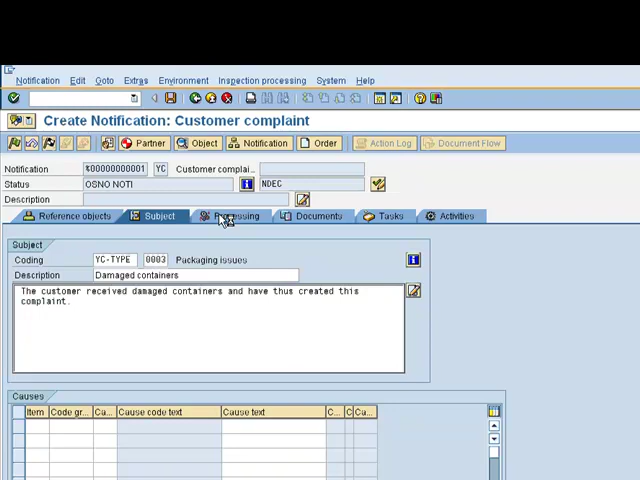 Notification Edit Goto Extras Environment Inspection processing System Help
Create Notification: Customer complaint
Partner Object Notification Order Action Log Document Flow
Notification %00000000001 YC Customer complai...
Status OSNO NOTI NDEC
Description
Reference objects Subject Processing Documents Tasks Activities
Subject
Coding YC-TYPE 0003 Packaging issues
Description Damaged containers
The customer received damaged containers and have thus created this
complaint.
Causes
Item Code gr... Ca... Cause code text Cause text C... C Ca...